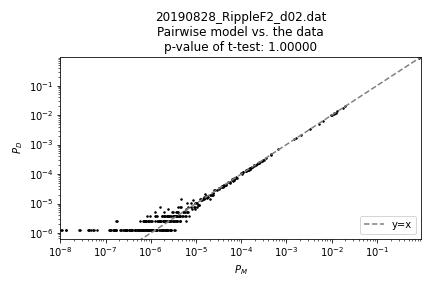 20190828_RippleF2_d02.dat
Pairwise model vs. the data
p-value of t-test: 1.00000
10⁻¹
10⁻²
10⁻³
10⁻⁴
10⁻⁵
10⁻⁶
P_D
y=x
10⁻⁸ 10⁻⁷ 10⁻⁶ 10⁻⁵ 10⁻⁴ 10⁻³ 10⁻² 10⁻¹
P_M